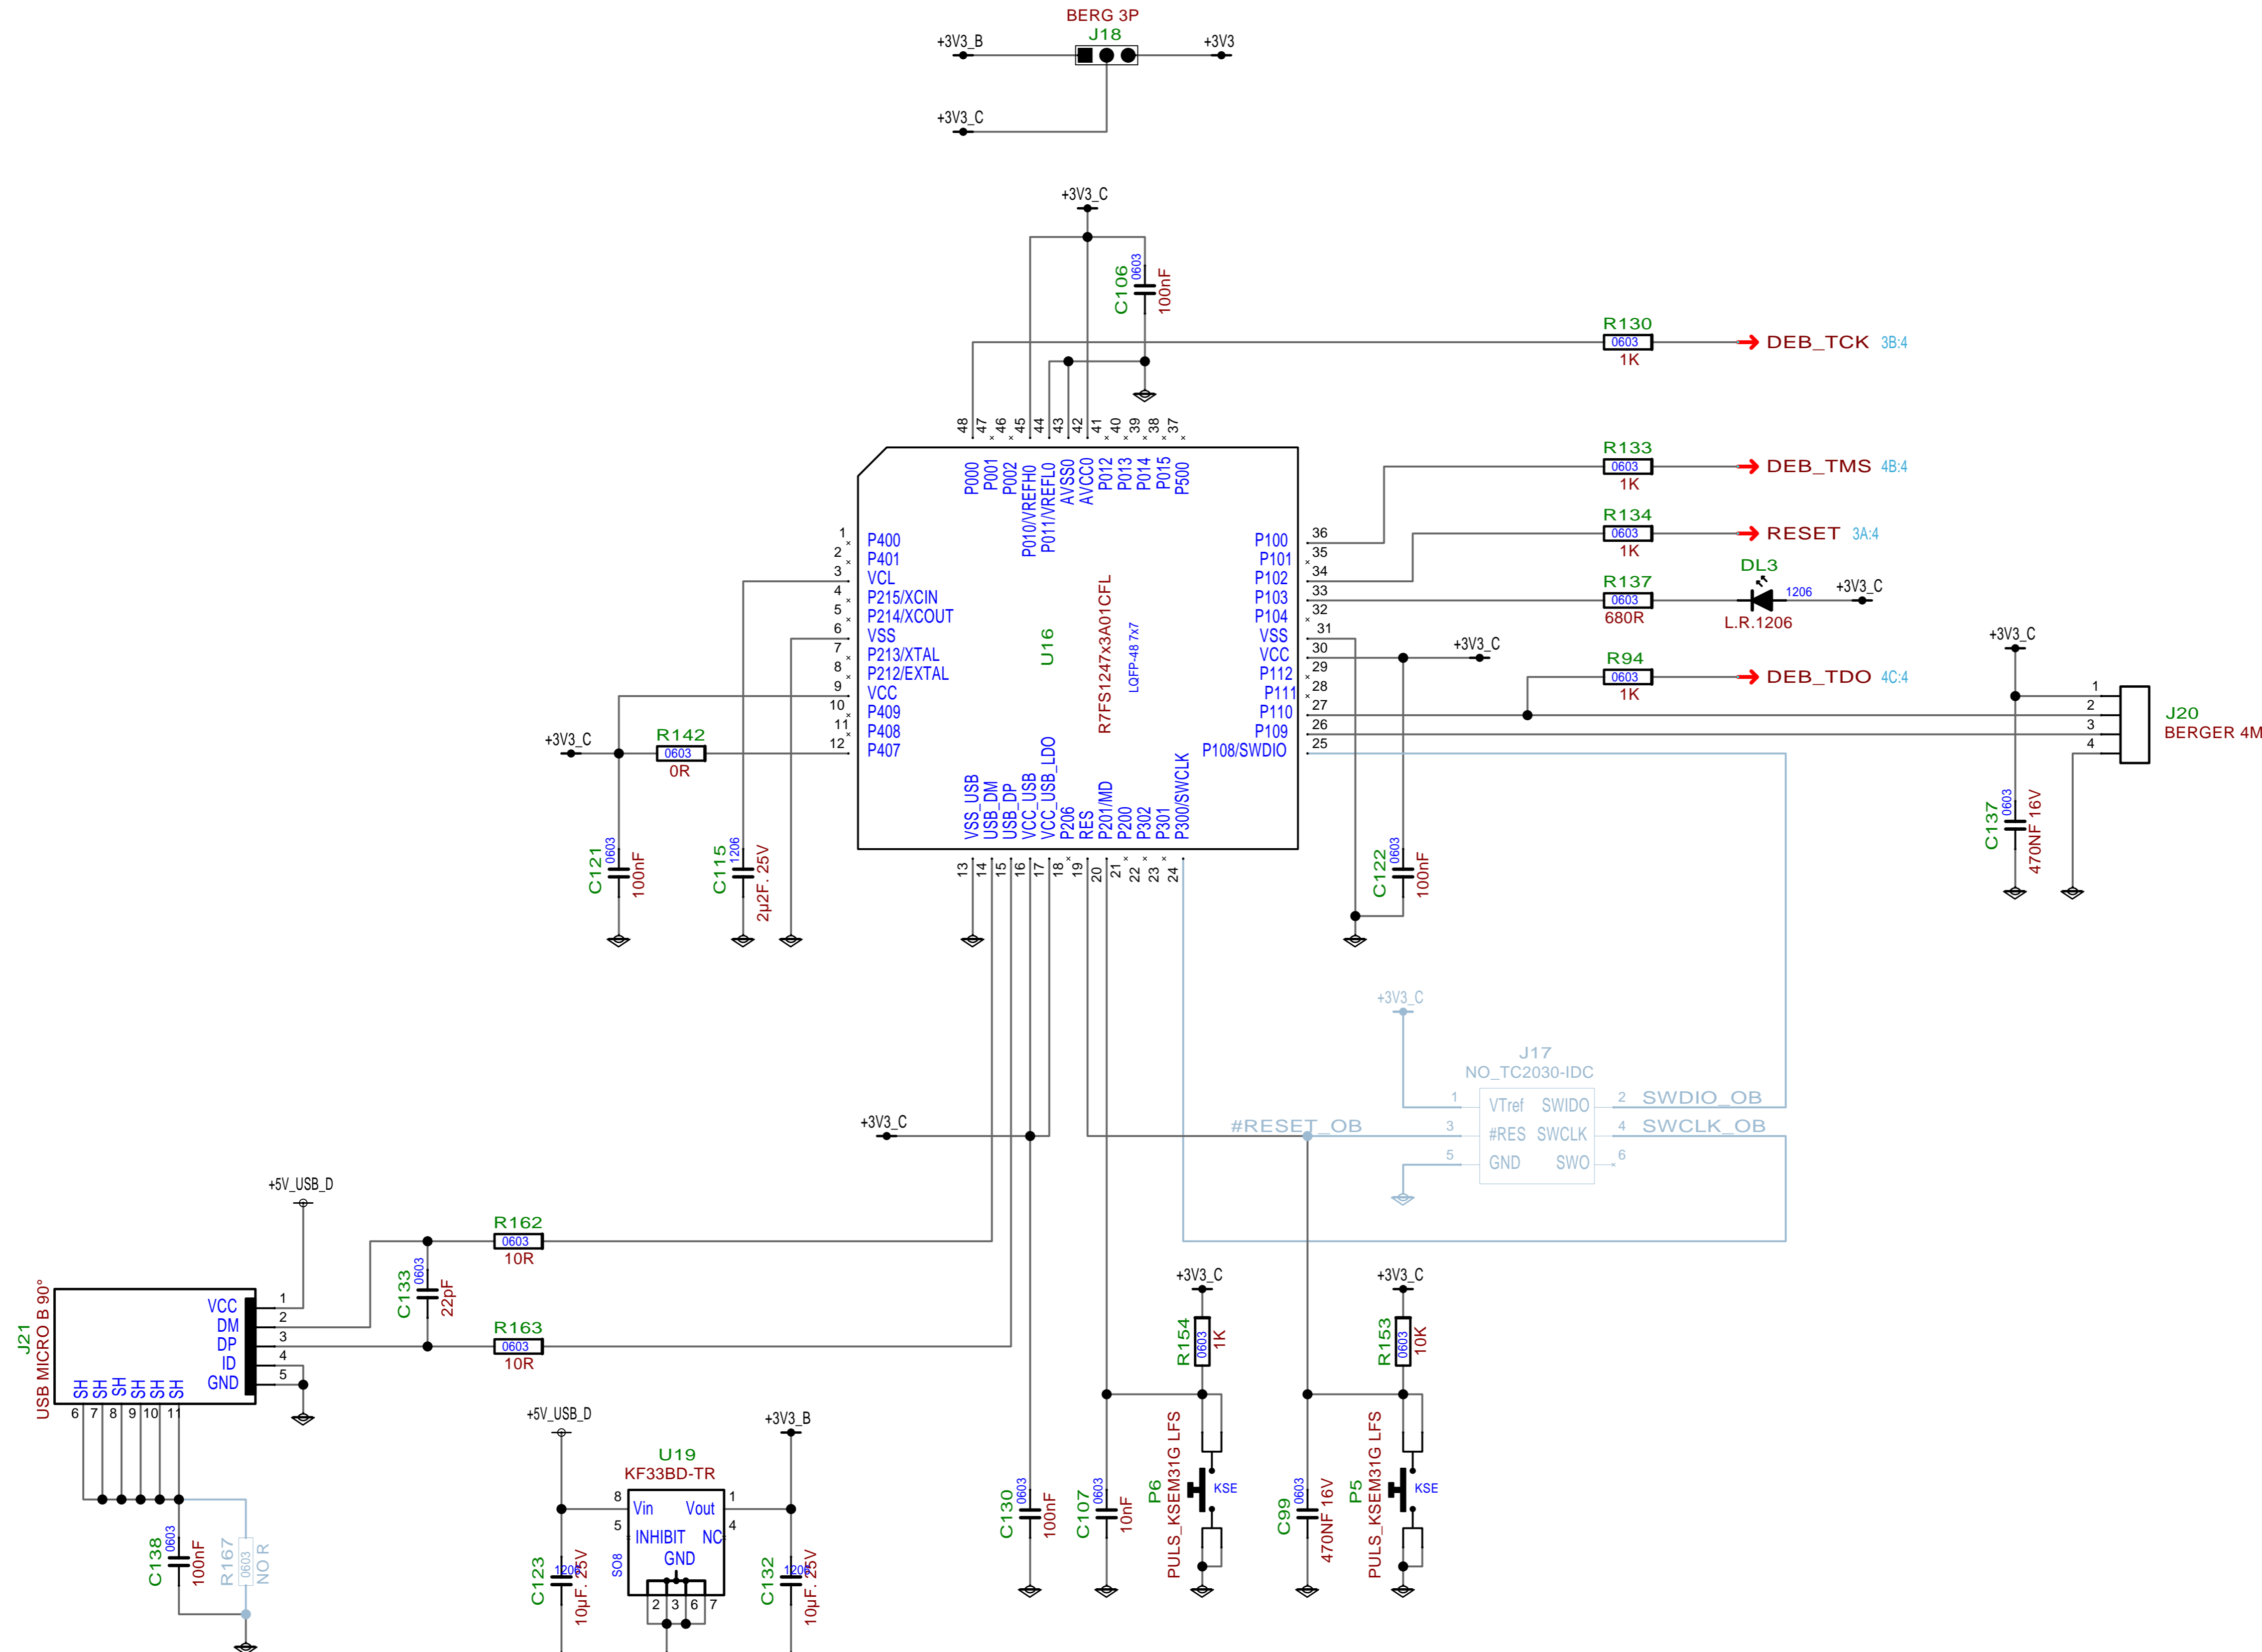 BERG 3P
J18
+3V3_B
+3V3
+3V3_C
+3V3_C
C106
0603
100nF
R130
0603
1K
DEB_TCK 3B:4
48 47 46 45 44 43 42 41 40 39 38 37
P000
P001
P002
P010/VREFH0
P011/VREFL0
AVSS0
AVCC0
P012
P013
P014
P015
P500
R133
0603
1K
DEB_TMS 4B:4
R134
0603
1K
RESET 3A:4
R137
0603
680R
DL3
1206
L.R.1206
+3V3_C
R94
0603
1K
DEB_TDO 4C:4
1 P400
2 P401
3 VCL
4 P215/XCIN
5 P214/XCOUT
6 VSS
7 P213/XTAL
8 P212/EXTAL
9 VCC
10 P409
11 P408
12 P407
U16
R7FS1247x3A01CFL
LQFP-48 7x7
P100 36
P101 35
P102 34
P103 33
P104 32
VSS 31
VCC 30
P112 29
P111 28
P110 27
P109 26
P108/SWDIO 25
+3V3_C
+3V3_C
1
2
3
4
J20
BERGER 4M
C137
0603
470NF 16V
+3V3_C
R142
0603
0R
C121
0603
100nF
C115
1206
2µ2F. 25V
VSS_USB
USB_DM
USB_DP
VCC_USB
VCC_USB_LDO
P206
RES
P201/MD
P200
P302
P301
P300/SWCLK
13 14 15 16 17 18 19 20 21 22 23 24
C122
0603
100nF
+3V3_C
J17
NO_TC2030-IDC
1 VTref SWIDO 2 SWDIO_OB
#RESET_OB 3 #RES SWCLK 4 SWCLK_OB
5 GND SWO 6
+3V3_C
+5V_USB_D
R162
0603
10R
C133
0603
22pF
R163
0603
10R
J21
USB MICRO B 90°
VCC 1
DM 2
DP 3
ID 4
GND 5
SH SH SH SH SH SH
6 7 8 9 10 11
C138
0603
100nF
R167
0603
NO R
+5V_USB_D
+3V3_B
U19
KF33BD-TR
8 Vin Vout 1
5 INHIBIT NC 4
GND
SO8
2 3 6 7
C123
1206
10µF. 25V
C132
1206
10µF. 25V
C130
0603
100nF
C107
0603
10nF
+3V3_C
R154
0603
1K
P6
PULS_KSEM31G LFS
KSE
C99
0603
470NF 16V
+3V3_C
R153
0603
10K
P5
PULS_KSEM31G LFS
KSE